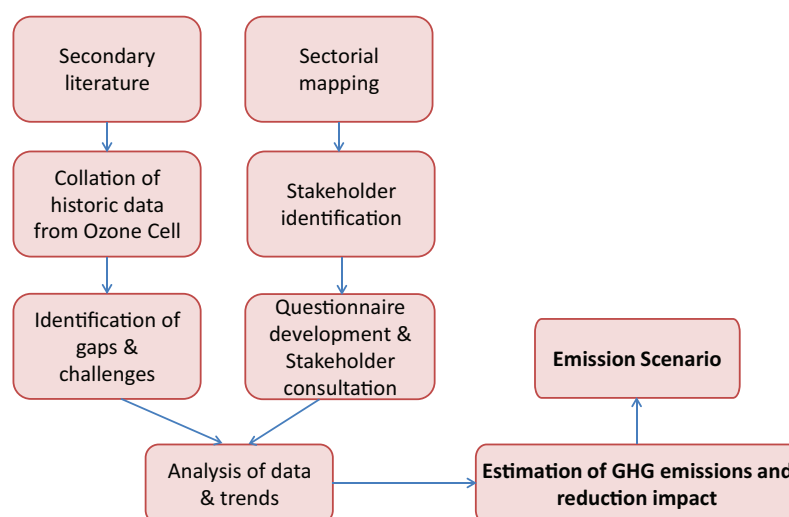 Secondary
literature
Sectorial
mapping
Collation of
historic data
from Ozone Cell
Stakeholder
identification
Identification of
gaps &
challenges
Questionnaire
development &
Stakeholder
consultation
Emission Scenario
Analysis of data
& trends
Estimation of GHG emissions and
reduction impact